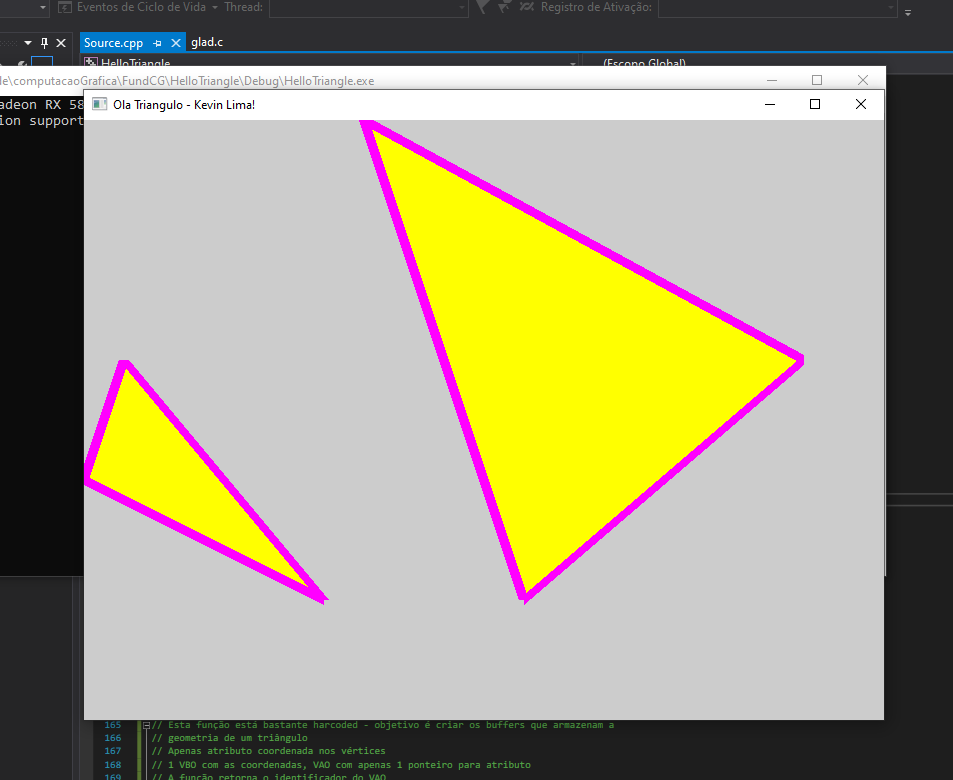 Eventos de Ciclo de Vida Thread: Registro de Ativação:
Source.cpp glad.c
HelloTriangle (Escopo Global)
le\computacaoGrafica\FundCG\HelloTriangle\Debug\HelloTriangle.exe
adeon RX 58
Ola Triangulo - Kevin Lima!
ion support
165 // Esta função está bastante harcoded - objetivo é criar os buffers que armazenam a
166 // geometria de um triângulo
167 // Apenas atributo coordenada nos vértices
168 // 1 VBO com as coordenadas, VAO com apenas 1 ponteiro para atributo
169 // A função retorna o identificador do VAO